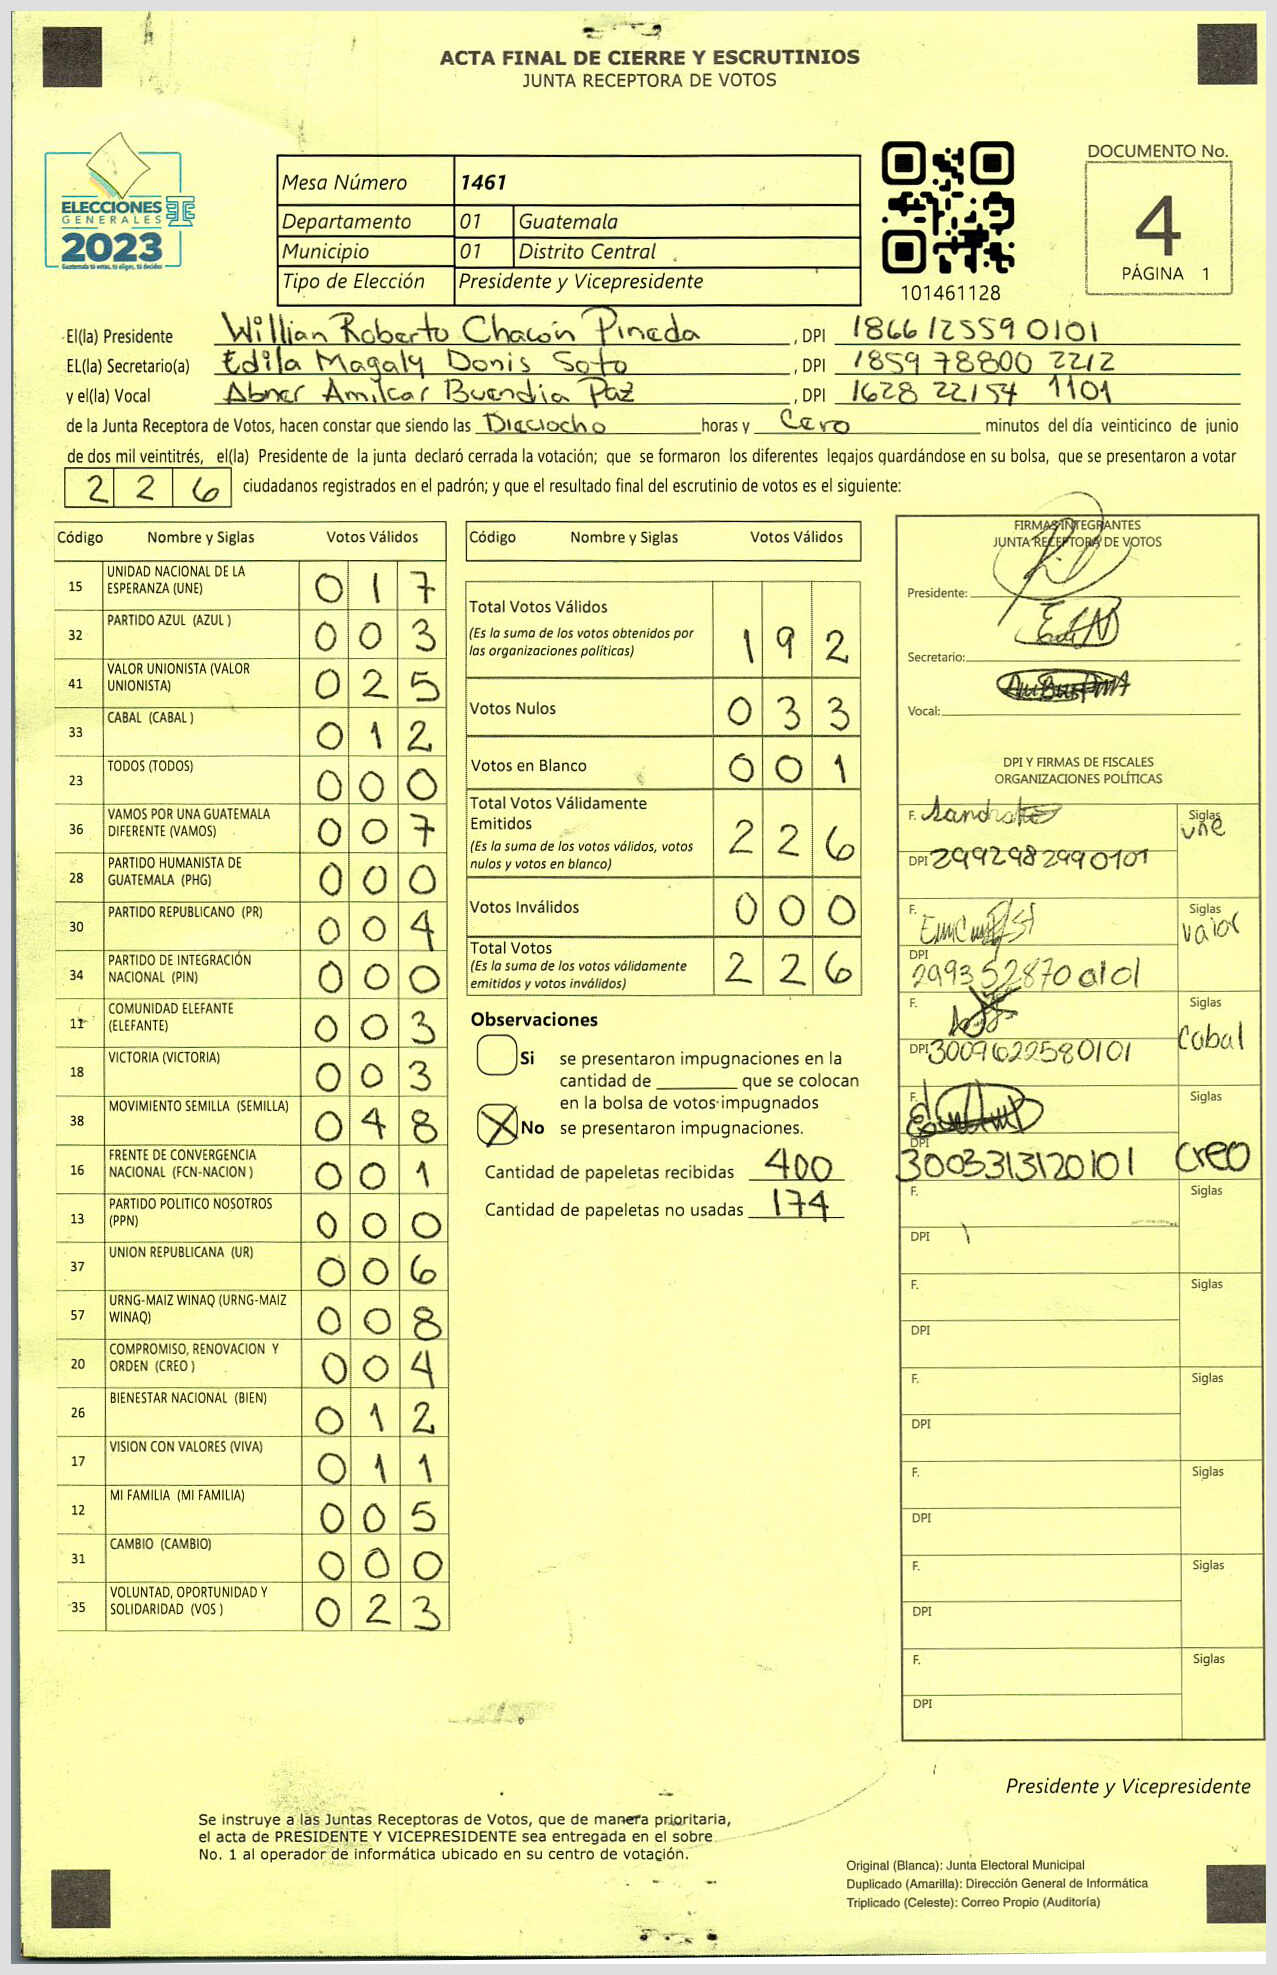 ACTA FINAL DE CIERRE Y ESCRUTINIOS
JUNTA RECEPTORA DE VOTOS
ELECCIONES
GENERALES
2023
Guatemala tú votas, tú eliges, tú decides
Mesa Número 1461
Departamento 01 Guatemala
Municipio 01 Distrito Central
Tipo de Elección Presidente y Vicepresidente
101461128
DOCUMENTO No.
4
PÁGINA 1
El(la) Presidente Willian Roberto Chacón Pineda, DPI 1866 12559 0101
EL(la) Secretario(a) Edila Magaly Donis Soto, DPI 1859 78800 2212
y el(la) Vocal Abner Amilcar Buendia Paz, DPI 1628 22154 1101
de la Junta Receptora de Votos, hacen constar que siendo las Dieciocho horas y Cero minutos del día veinticinco de junio
de dos mil veintitrés, el(la) Presidente de la junta declaró cerrada la votación; que se formaron los diferentes legajos guardándose en su bolsa, que se presentaron a votar
2 2 6 ciudadanos registrados en el padrón; y que el resultado final del escrutinio de votos es el siguiente:
Código Nombre y Siglas Votos Válidos
15 UNIDAD NACIONAL DE LA ESPERANZA (UNE) 0 1 7
32 PARTIDO AZUL (AZUL ) 0 0 3
41 VALOR UNIONISTA (VALOR UNIONISTA) 0 2 5
33 CABAL (CABAL ) 0 1 2
23 TODOS (TODOS) 0 0 0
36 VAMOS POR UNA GUATEMALA DIFERENTE (VAMOS) 0 0 7
28 PARTIDO HUMANISTA DE GUATEMALA (PHG) 0 0 0
30 PARTIDO REPUBLICANO (PR) 0 0 4
34 PARTIDO DE INTEGRACIÓN NACIONAL (PIN) 0 0 0
11 COMUNIDAD ELEFANTE (ELEFANTE) 0 0 3
18 VICTORIA (VICTORIA) 0 0 3
38 MOVIMIENTO SEMILLA (SEMILLA) 0 4 8
16 FRENTE DE CONVERGENCIA NACIONAL (FCN-NACION ) 0 0 1
13 PARTIDO POLITICO NOSOTROS (PPN) 0 0 0
37 UNION REPUBLICANA (UR) 0 0 6
57 URNG-MAIZ WINAQ (URNG-MAIZ WINAQ) 0 0 8
20 COMPROMISO, RENOVACION Y ORDEN (CREO ) 0 0 4
26 BIENESTAR NACIONAL (BIEN) 0 1 2
17 VISION CON VALORES (VIVA) 0 1 1
12 MI FAMILIA (MI FAMILIA) 0 0 5
31 CAMBIO (CAMBIO) 0 0 0
35 VOLUNTAD, OPORTUNIDAD Y SOLIDARIDAD (VOS ) 0 2 3
Código Nombre y Siglas Votos Válidos
Total Votos Válidos
(Es la suma de los votos obtenidos por
las organizaciones políticas) 1 9 2
Votos Nulos 0 3 3
Votos en Blanco 0 0 1
Total Votos Válidamente
Emitidos
(Es la suma de los votos válidos, votos
nulos y votos en blanco) 2 2 6
Votos Inválidos 0 0 0
Total Votos
(Es la suma de los votos válidamente
emitidos y votos inválidos) 2 2 6
Observaciones
Si se presentaron impugnaciones en la
cantidad de ________ que se colocan
en la bolsa de votos impugnados
No se presentaron impugnaciones.
Cantidad de papeletas recibidas 400
Cantidad de papeletas no usadas 174
FIRMAS INTEGRANTES
JUNTA RECEPTORA DE VOTOS
Presidente:
Secretario:
Vocal:
DPI Y FIRMAS DE FISCALES
ORGANIZACIONES POLÍTICAS
F. Siglas une
DPI 2992982990101
F. Siglas valor
DPI 2993528700101
F. Siglas Cabal
DPI 3009622580101
F. Siglas Creo
DPI 3003313120101
F. Siglas
DPI
F. Siglas
DPI
F. Siglas
DPI
F. Siglas
DPI
F. Siglas
DPI
F. Siglas
DPI
Presidente y Vicepresidente
Se instruye a las Juntas Receptoras de Votos, que de manera prioritaria,
el acta de PRESIDENTE Y VICEPRESIDENTE sea entregada en el sobre
No. 1 al operador de informática ubicado en su centro de votación.
Original (Blanca): Junta Electoral Municipal
Duplicado (Amarilla): Dirección General de Informática
Triplicado (Celeste): Correo Propio (Auditoría)